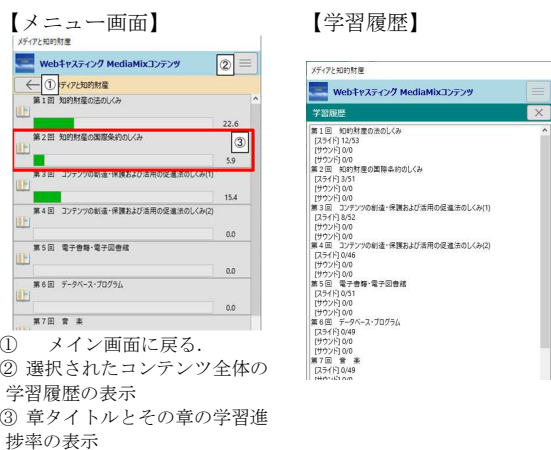 【メニュー画面】
メディアと知的財産
Webキャスティング MediaMixコンテンツ
②
①
ディアと知的財産
第1回 知的財産の法のしくみ
22.6
第2回 知的財産の国際条約のしくみ
③
5.9
第3回 コンテンツの創造・保護および活用の促進法のしくみ(1)
15.4
第4回 コンテンツの創造・保護および活用の促進法のしくみ(2)
0.0
第5回 電子書籍・電子図書館
0.0
第6回 データベース・プログラム
0.0
第7回 音 楽
① メイン画面に戻る.
② 選択されたコンテンツ全体の
学習履歴の表示
③ 章タイトルとその章の学習進
捗率の表示
【学習履歴】
メディアと知的財産
Webキャスティング MediaMixコンテンツ
学習履歴
第1回 知的財産の法のしくみ
[スライド] 12/53
[サウンド] 0/0
[サウンド] 0/0
第2回 知的財産の国際条約のしくみ
[スライド] 3/51
[サウンド] 0/0
[サウンド] 0/0
第3回 コンテンツの創造・保護および活用の促進法のしくみ(1)
[スライド] 8/52
[サウンド] 0/0
[サウンド] 0/0
第4回 コンテンツの創造・保護および活用の促進法のしくみ(2)
[スライド] 0/46
[サウンド] 0/0
[サウンド] 0/0
第5回 電子書籍・電子図書館
[スライド] 0/51
[サウンド] 0/0
[サウンド] 0/0
第6回 データベース・プログラム
[スライド] 0/49
[サウンド] 0/0
[サウンド] 0/0
第7回 音 楽
[スライド] 0/49
[サウンド] 0/0